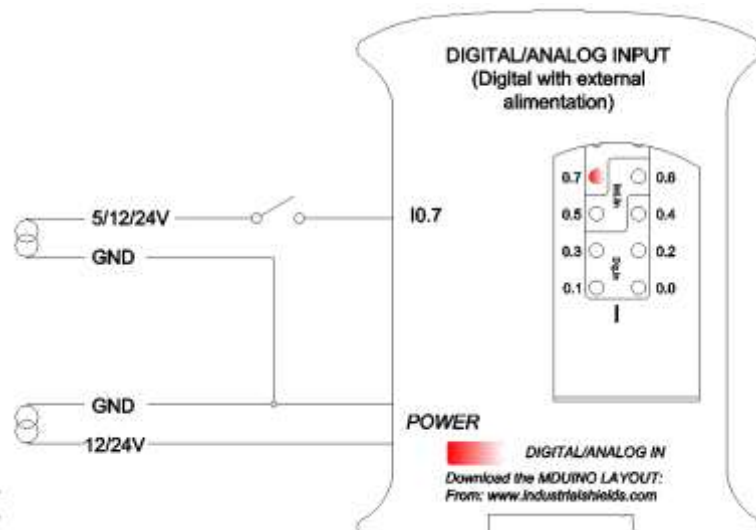 DIGITAL/ANALOG INPUT
(Digital with external
alimentation)
0.7
0.6
5/12/24V
I0.7
0.5
0.4
GND
0.3
0.2
0.1
0.0
GND
POWER
12/24V
DIGITAL/ANALOG IN
Download the MDUINO LAYOUT:
From: www.industrialshields.com